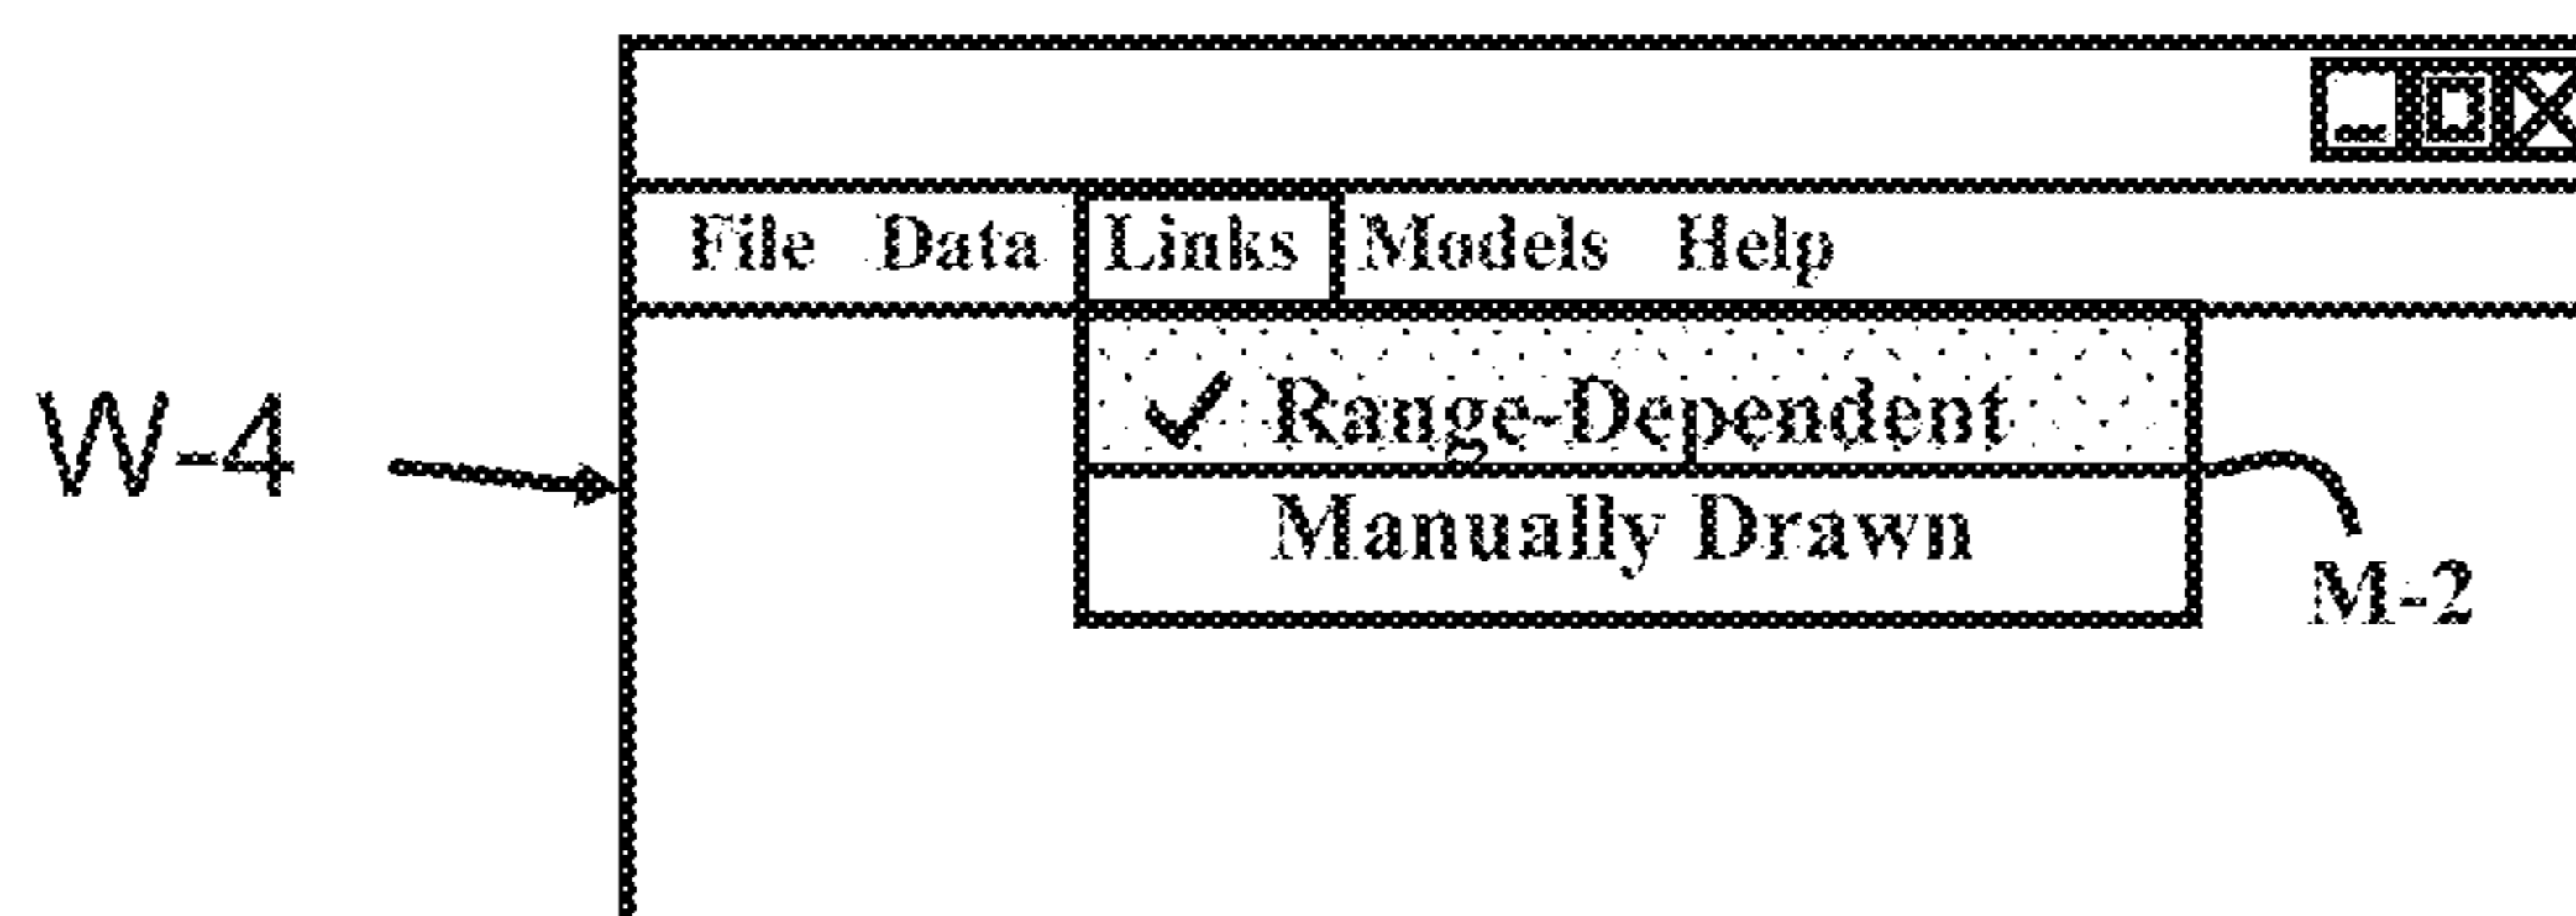 File Data Links Models Help
✓ Range-Dependent
W-4
Manually Drawn
M-2